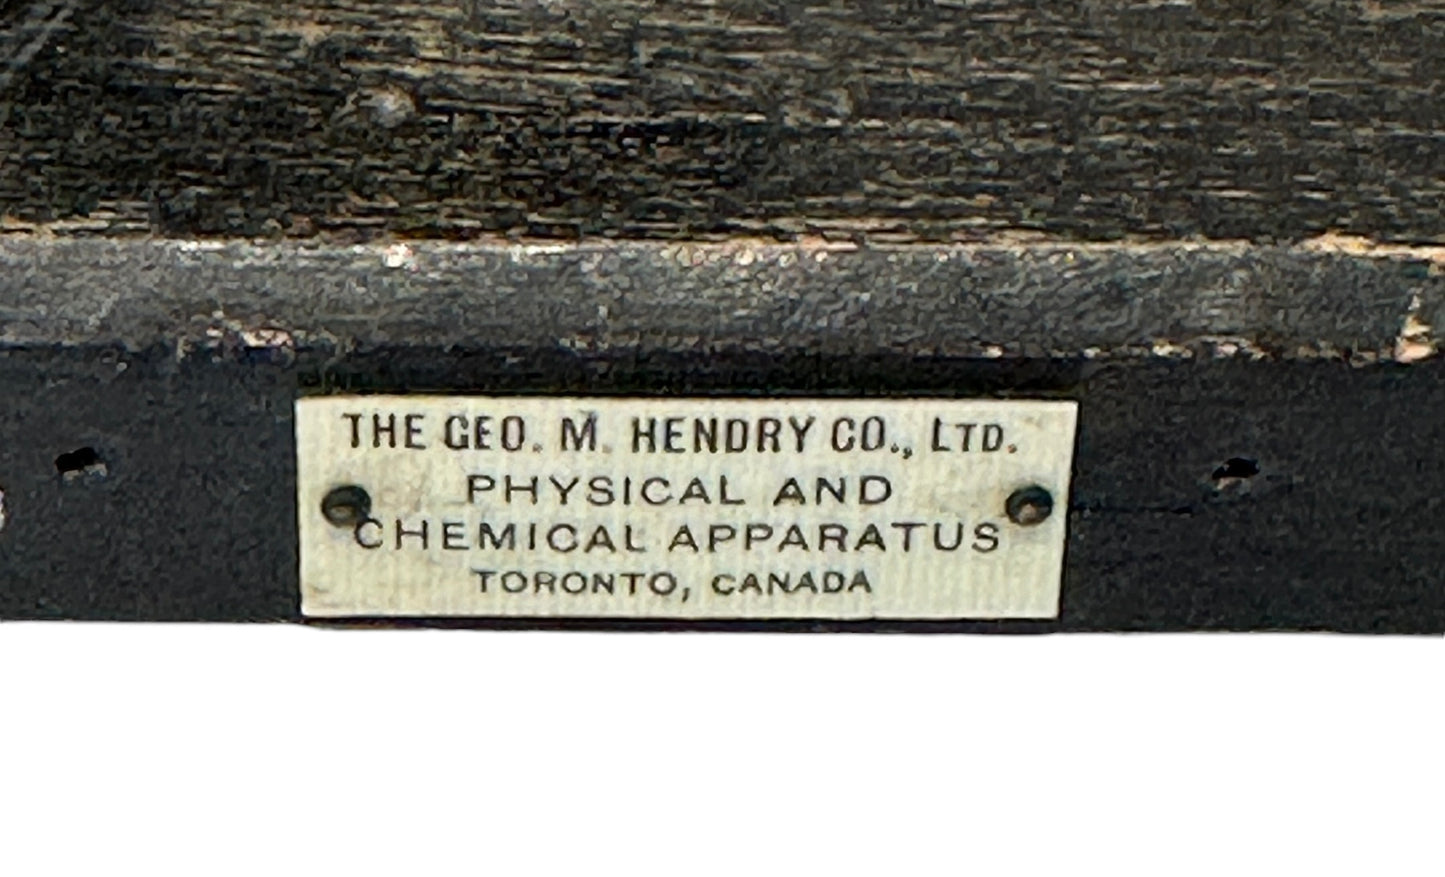 THE GEO. M. HENDRY CO., LTD.
PHYSICAL AND
CHEMICAL APPARATUS
TORONTO, CANADA